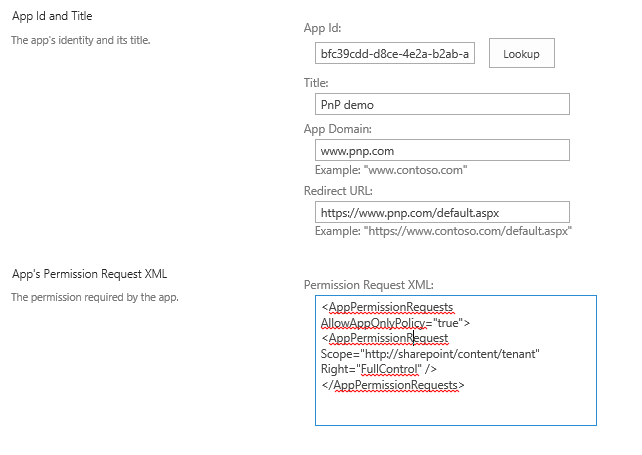 App Id and Title
The app's identity and its title.
App Id:
bfc39cdd-d8ce-4e2a-b2ab-a
Lookup
Title:
PnP demo
App Domain:
www.pnp.com
Example: "www.contoso.com"
Redirect URL:
https://www.pnp.com/default.aspx
Example: "https://www.contoso.com/default.aspx"
App's Permission Request XML
The permission required by the app.
Permission Request XML:
<AppPermissionRequests
AllowAppOnlyPolicy="true">
<AppPermissionRequest
Scope="http://sharepoint/content/tenant"
Right="FullControl" />
</AppPermissionRequests>